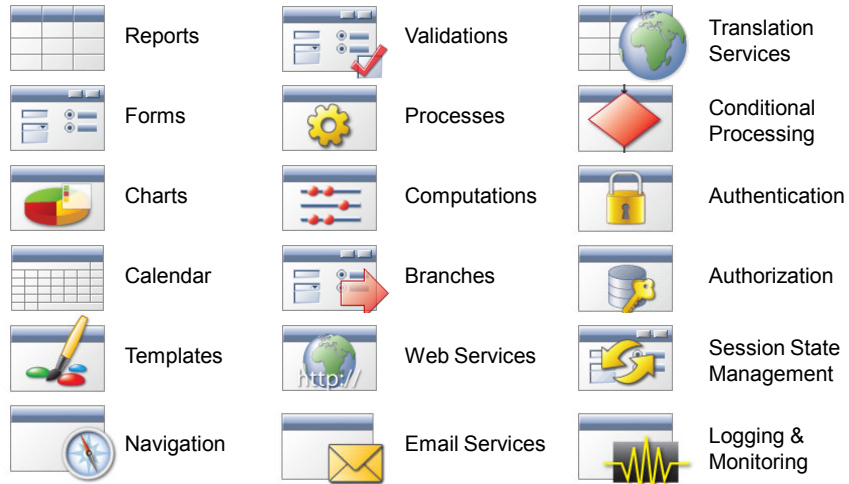 Reports
Validations
Translation
Services
Forms
Processes
Conditional
Processing
Charts
Computations
Authentication
Calendar
Branches
Authorization
Templates
http://
Web Services
Session State
Management
Navigation
Email Services
Logging &
Monitoring